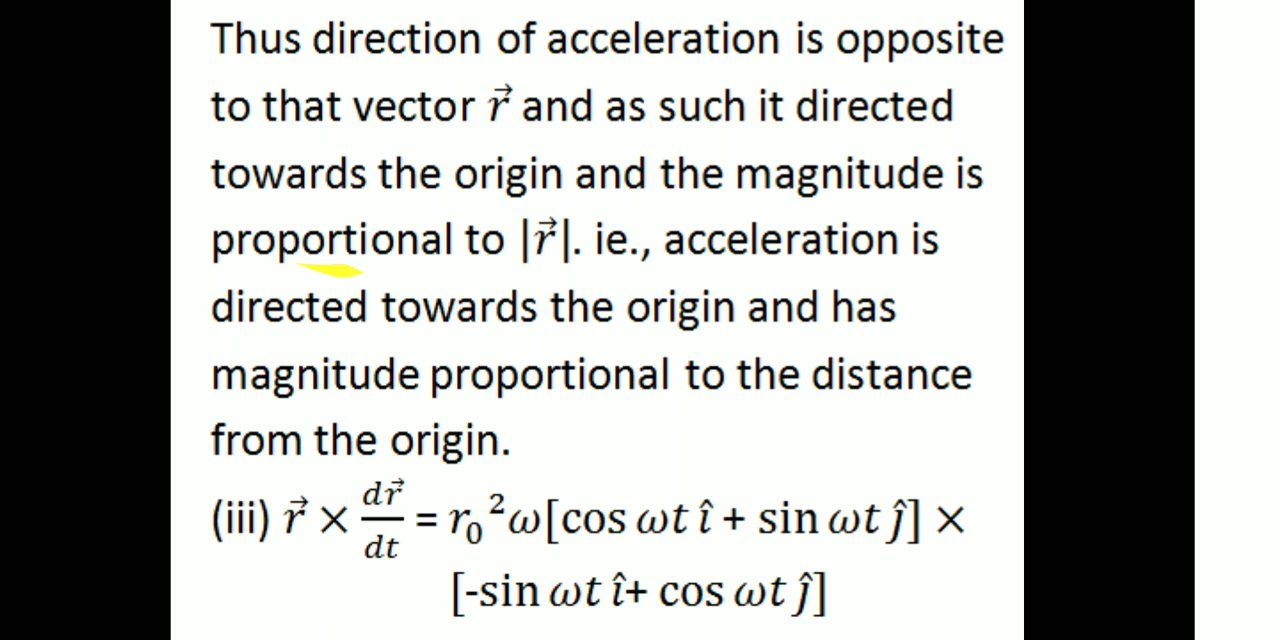 Thus direction of acceleration is opposite
to that vector r⃗ and as such it directed
towards the origin and the magnitude is
proportional to |r⃗|. ie., acceleration is
directed towards the origin and has
magnitude proportional to the distance
from the origin.
(iii) r⃗ × dr⃗/dt = r₀²ω[cos ωt î + sin ωt ĵ] ×
[-sin ωt î+ cos ωt ĵ]